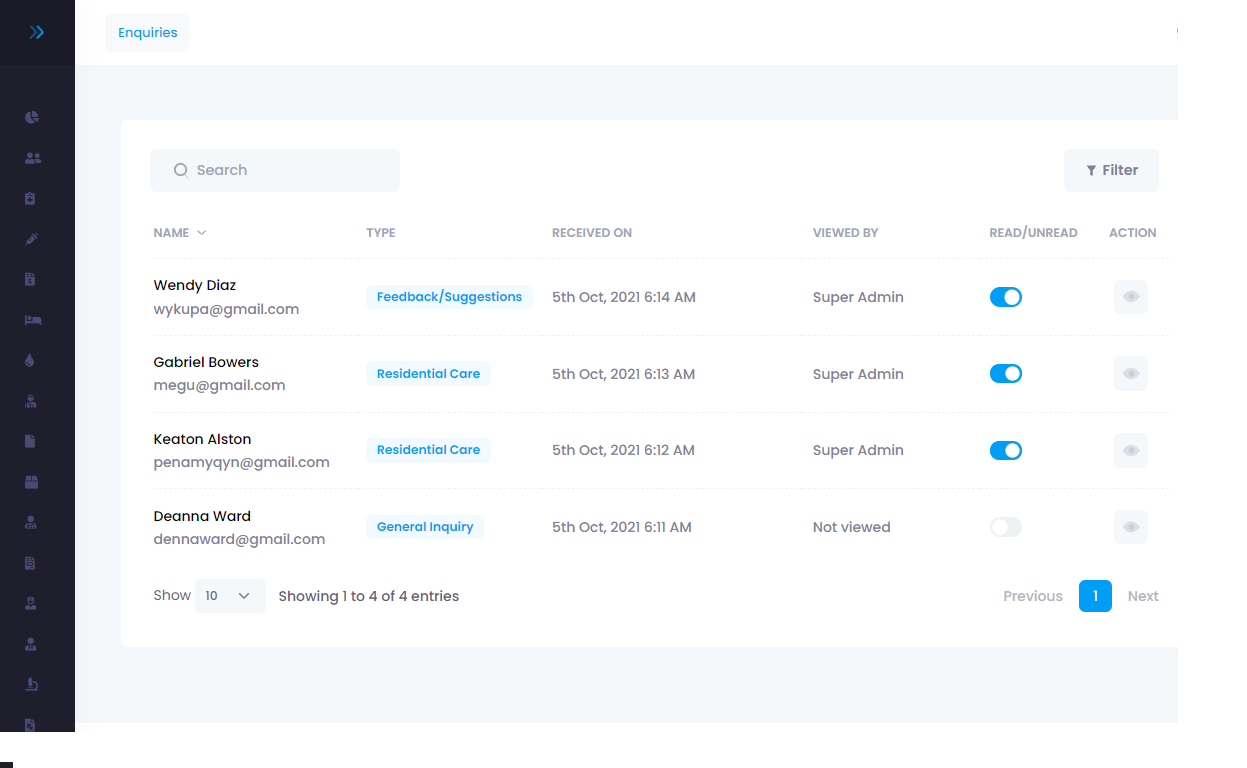 Enquiries
Search
Filter
NAME TYPE RECEIVED ON VIEWED BY READ/UNREAD ACTION
Wendy Diaz
wykupa@gmail.com
Feedback/Suggestions 5th Oct, 2021 6:14 AM Super Admin
Gabriel Bowers
megu@gmail.com
Residential Care 5th Oct, 2021 6:13 AM Super Admin
Keaton Alston
penamyqyn@gmail.com
Residential Care 5th Oct, 2021 6:12 AM Super Admin
Deanna Ward
dennaward@gmail.com
General Inquiry 5th Oct, 2021 6:11 AM Not viewed
Show 10 Showing 1 to 4 of 4 entries Previous 1 Next